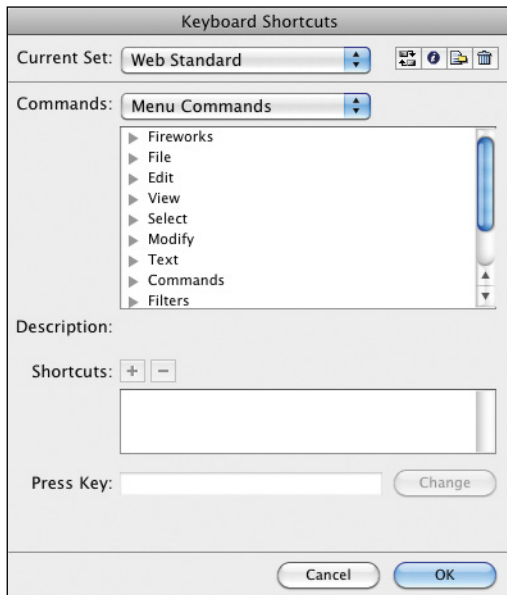 Keyboard Shortcuts
Current Set: Web Standard
Commands: Menu Commands
Fireworks
File
Edit
View
Select
Modify
Text
Commands
Filters
Description:
Shortcuts: + −
Press Key: Change
Cancel OK